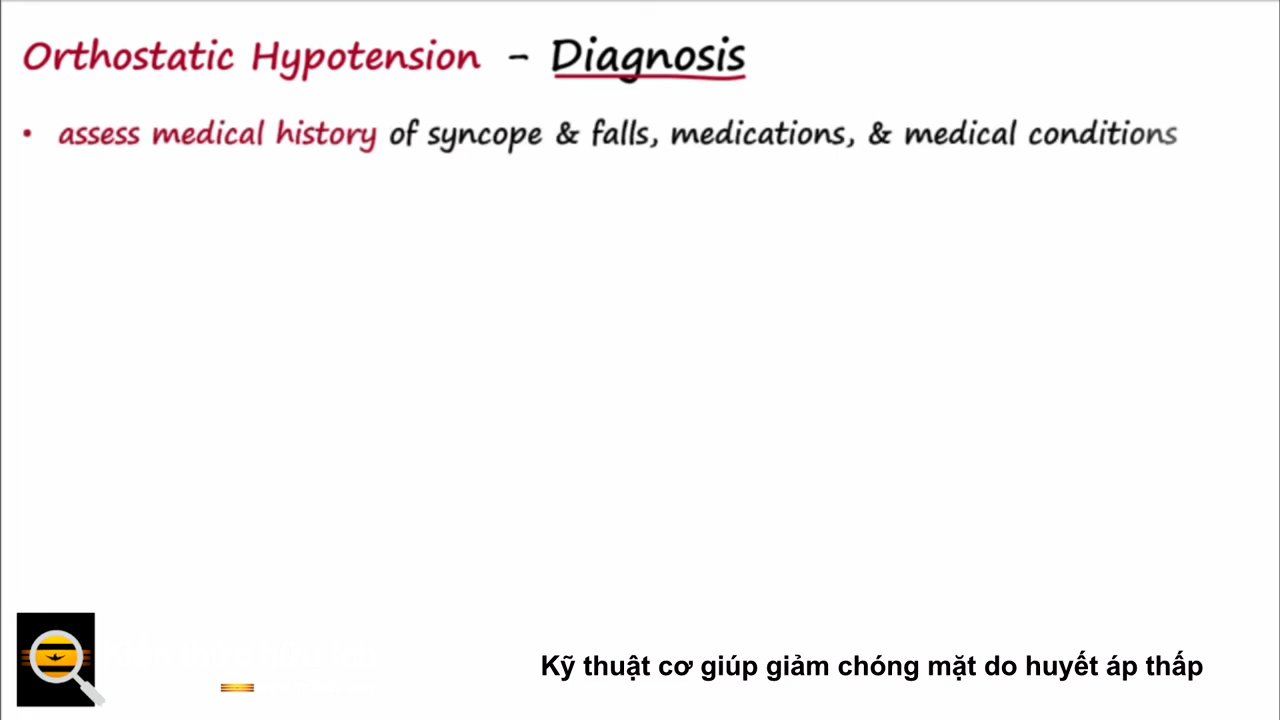 Orthostatic Hypotension - Diagnosis
• assess medical history of syncope & falls, medications, & medical conditions
Kỹ thuật cơ giúp giảm chóng mặt do huyết áp thấp